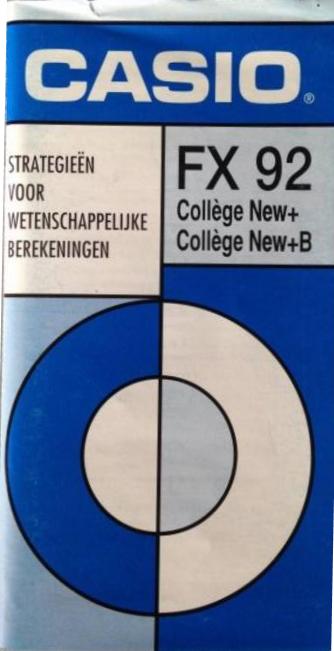 CASIO®
STRATEGIEËN
VOOR
WETENSCHAPPELIJKE
BEREKENINGEN
FX 92
Collège New+
Collège New+B